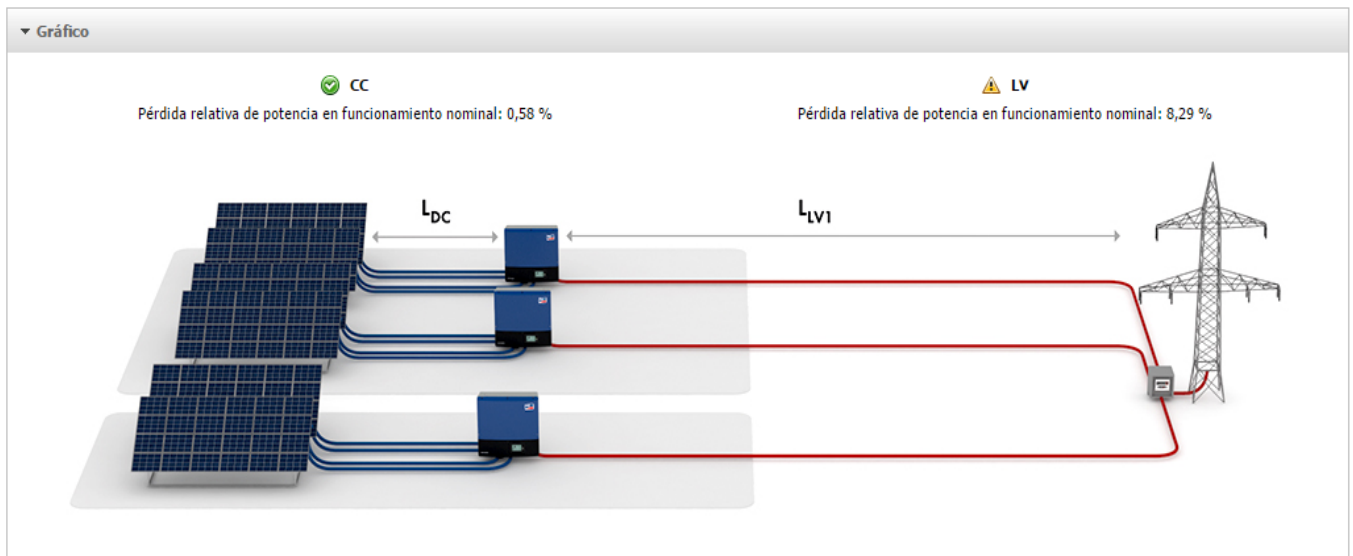 Gráfico
CC
Pérdida relativa de potencia en funcionamiento nominal: 0,58 %
LV
Pérdida relativa de potencia en funcionamiento nominal: 8,29 %
LDC
LLV1